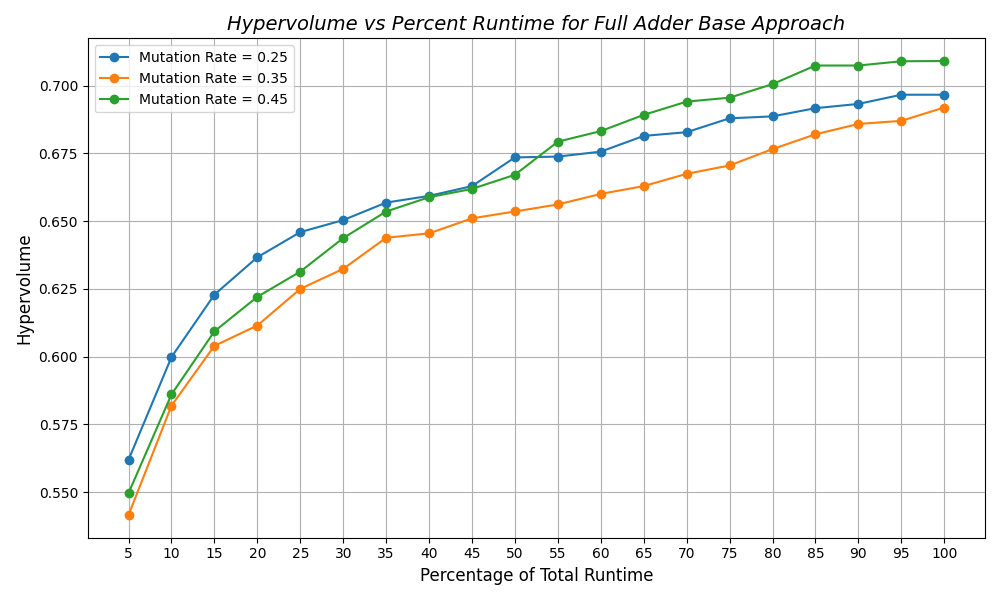 Hypervolume vs Percent Runtime for Full Adder Base Approach
Mutation Rate = 0.25
Mutation Rate = 0.35
Mutation Rate = 0.45
Hypervolume
0.700
0.675
0.650
0.625
0.600
0.575
0.550
5 10 15 20 25 30 35 40 45 50 55 60 65 70 75 80 85 90 95 100
Percentage of Total Runtime